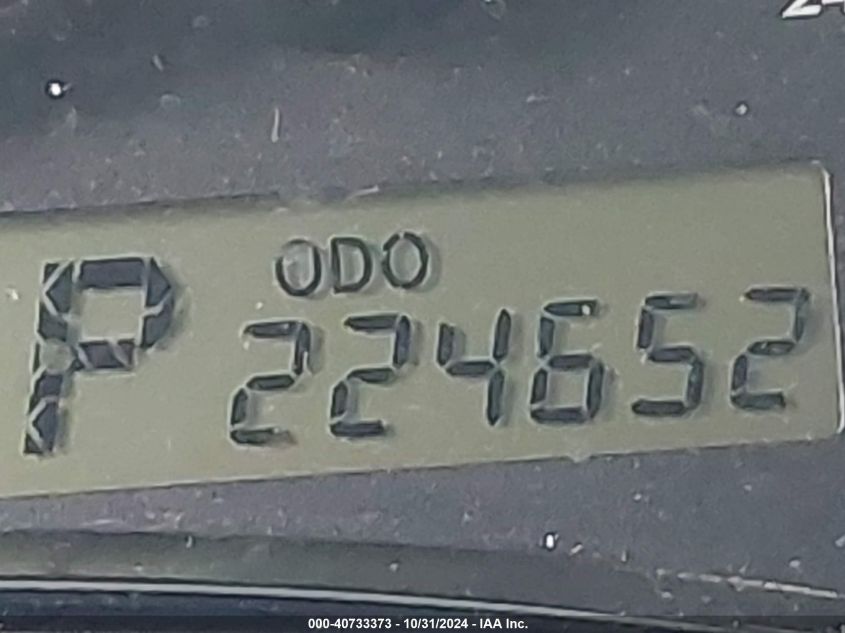 ODO
P 224652
000-40733373 - 10/31/2024 - IAA Inc.